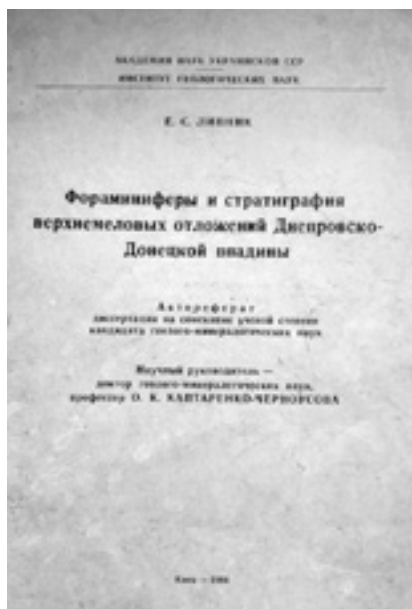 АКАДЕМИЯ НАУК УКРАИНСКОЙ ССР
ИНСТИТУТ ГЕОЛОГИЧЕСКИХ НАУК
Е. С.
Фораминиферы и стратиграфия
верхнемеловых отложений Днепровско-
Донецкой впадины
Автореферат
диссертации на соискание ученой степени
кандидата геолого-минералогических наук
Научный руководитель —
доктор геолого-минералогических наук,
профессор О. К. КАПТАРЕНКО-ЧЕРНОУСОВА
Киев —